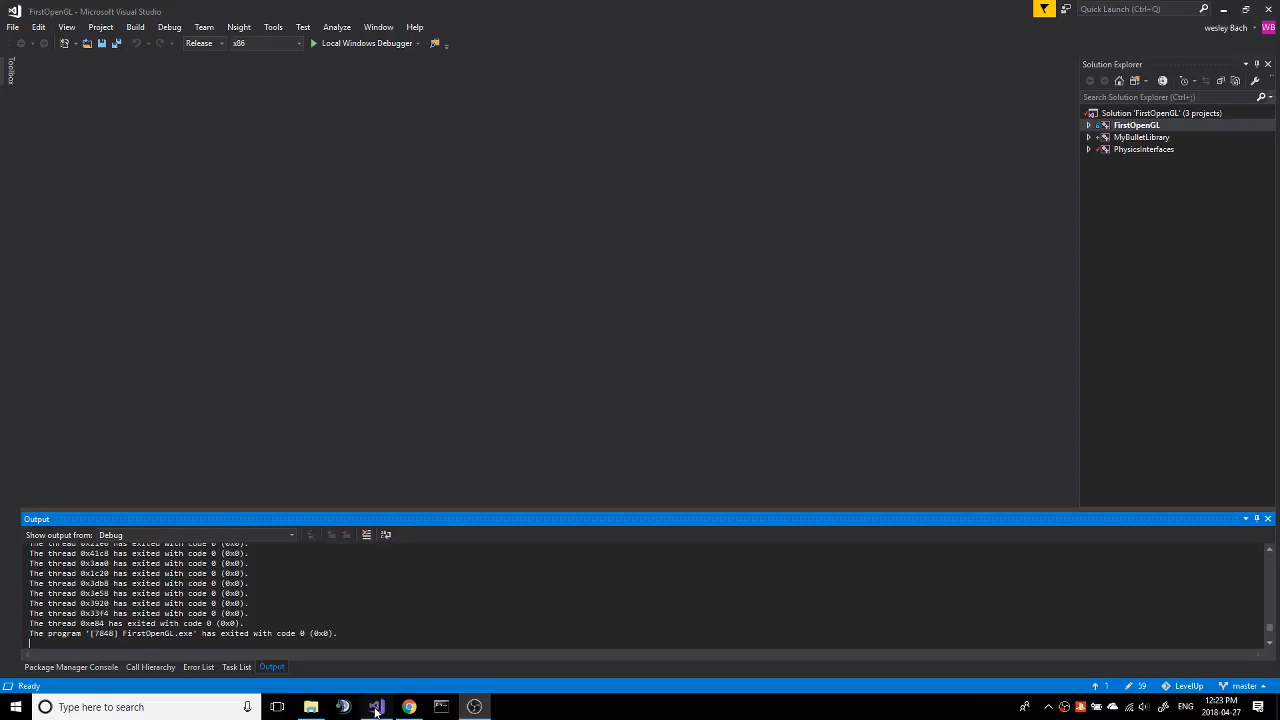 FirstOpenGL - Microsoft Visual Studio
Quick Launch (Ctrl+Q)
File Edit View Project Build Debug Team Nsight Tools Test Analyze Window Help
wesley Bach WB
Release x86 Local Windows Debugger
Toolbox
Solution Explorer
Search Solution Explorer (Ctrl+;)
Solution 'FirstOpenGL' (3 projects)
FirstOpenGL
MyBulletLibrary
PhysicsInterfaces
Output
Show output from: Debug
The thread 0x41c8 has exited with code 0 (0x0).
The thread 0x3aa0 has exited with code 0 (0x0).
The thread 0x1c20 has exited with code 0 (0x0).
The thread 0x3db8 has exited with code 0 (0x0).
The thread 0x3e58 has exited with code 0 (0x0).
The thread 0x3920 has exited with code 0 (0x0).
The thread 0x33f4 has exited with code 0 (0x0).
The thread 0xe84 has exited with code 0 (0x0).
The program '[7848] FirstOpenGL.exe' has exited with code 0 (0x0).
Package Manager Console Call Hierarchy Error List Task List Output
Ready 1 59 LevelUp master
Type here to search
ENG
12:23 PM
2018-04-27